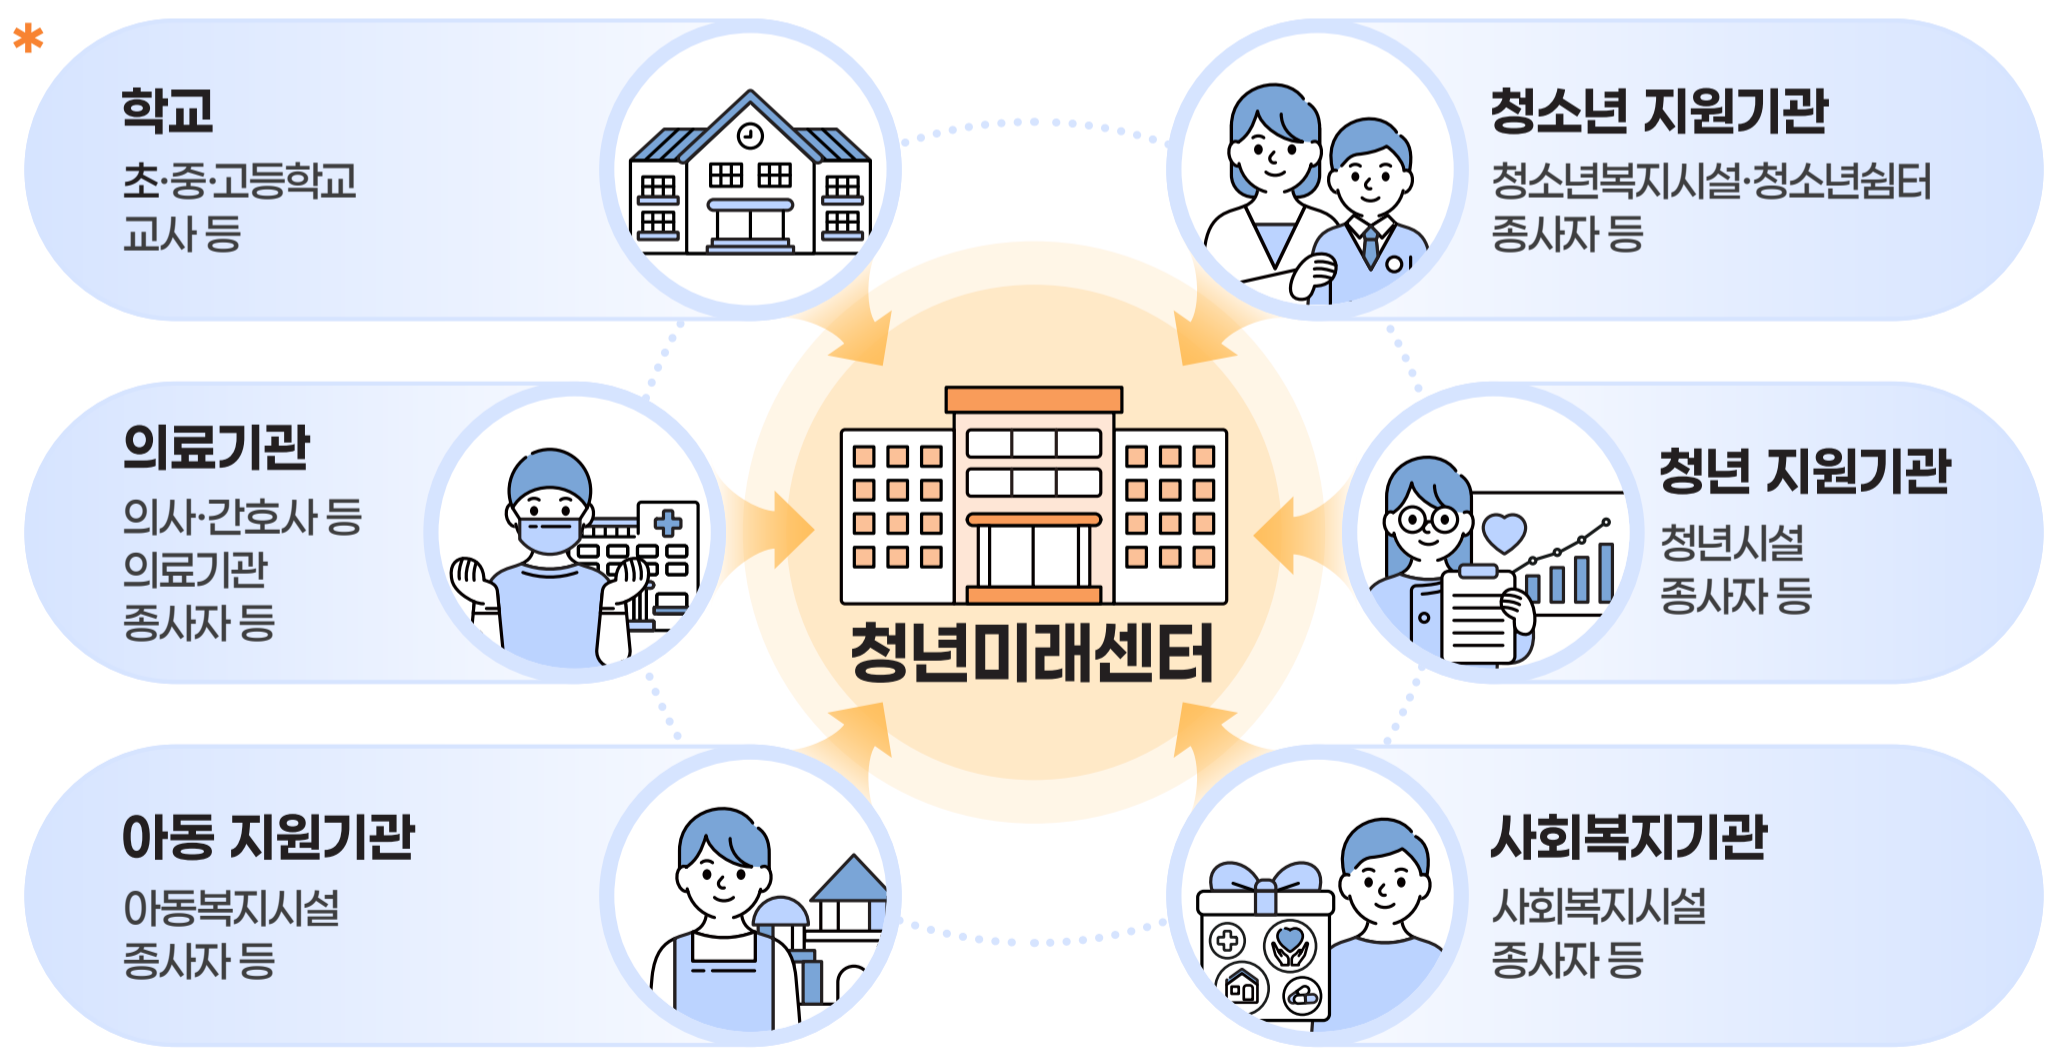 *
학교
초·중·고등학교
교사 등
청소년 지원기관
청소년복지시설·청소년쉼터
종사자 등
의료기관
의사·간호사 등
의료기관
종사자 등
청년미래센터
청년 지원기관
청년시설
종사자 등
아동 지원기관
아동복지시설
종사자 등
사회복지기관
사회복지시설
종사자 등